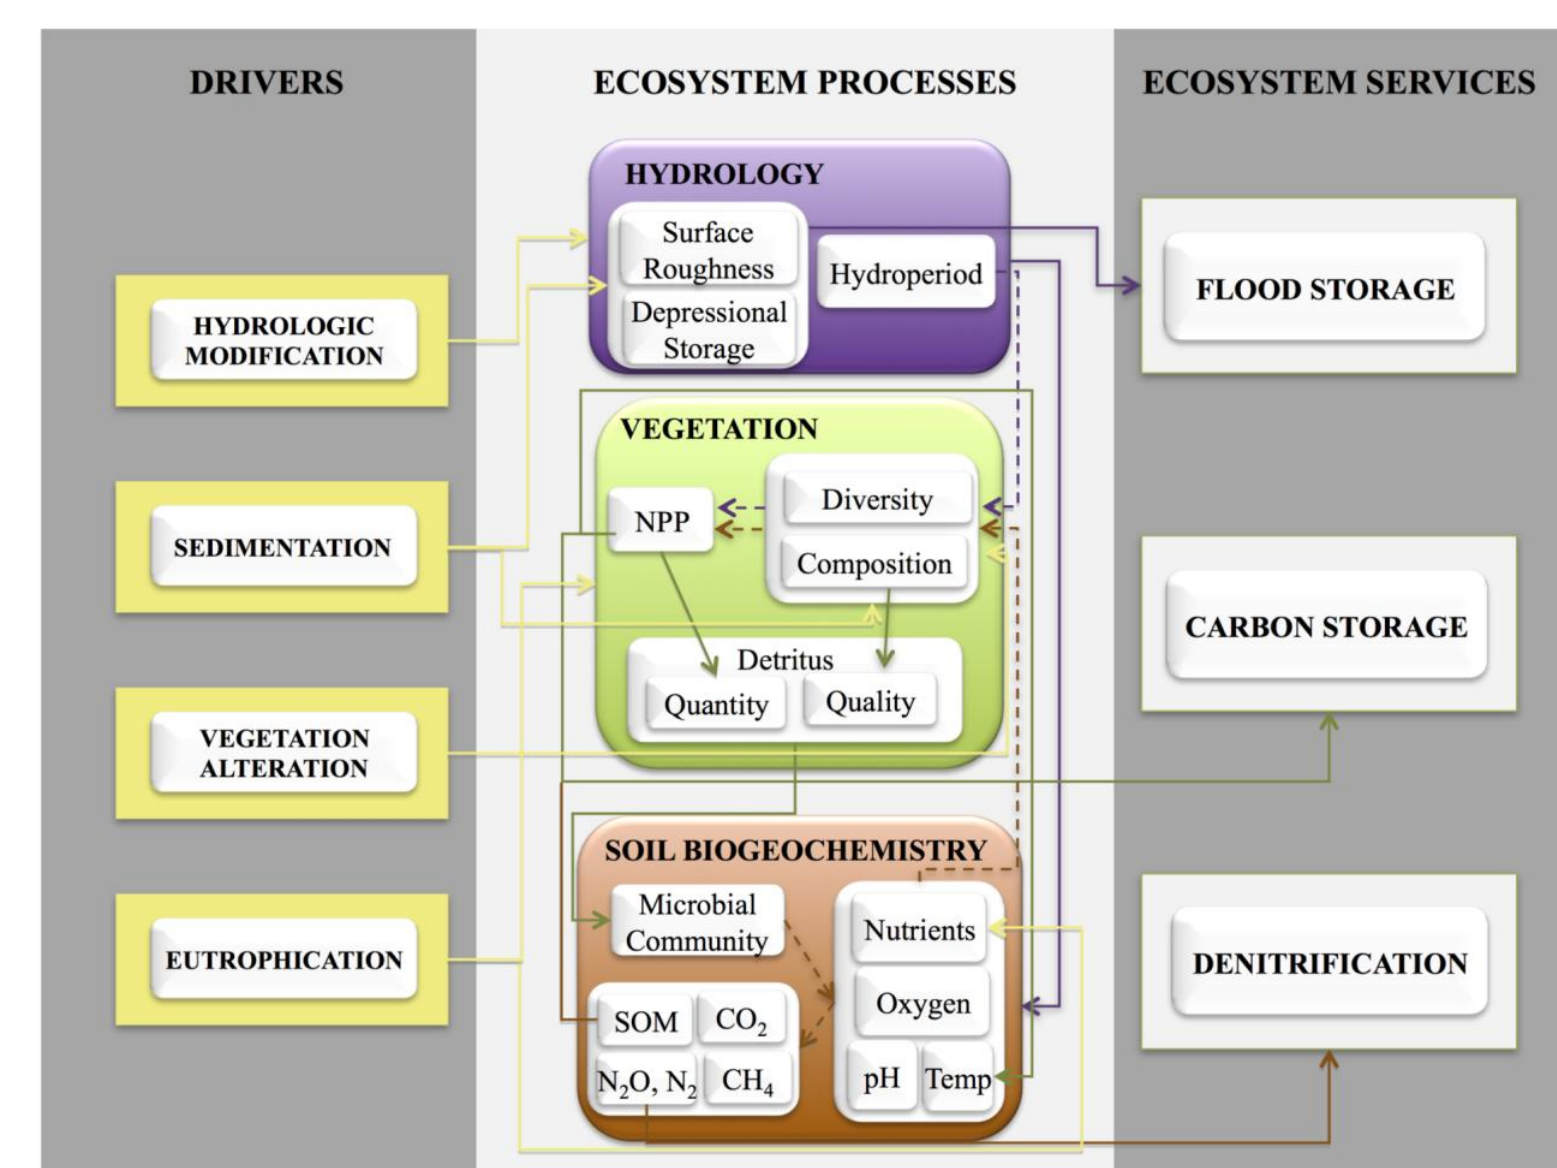 DRIVERS
HYDROLOGIC
MODIFICATION
SEDIMENTATION
VEGETATION
ALTERATION
EUTROPHICATION
ECOSYSTEM PROCESSES
HYDROLOGY
Surface
Roughness
Depressional
Storage
Hydroperiod
VEGETATION
NPP
Diversity
Composition
Detritus
Quantity
Quality
SOIL BIOGEOCHEMISTRY
Microbial
Community
SOM
CO₂
N₂O, N₂
CH₄
Nutrients
Oxygen
pH
Temp
ECOSYSTEM SERVICES
FLOOD STORAGE
CARBON STORAGE
DENITRIFICATION